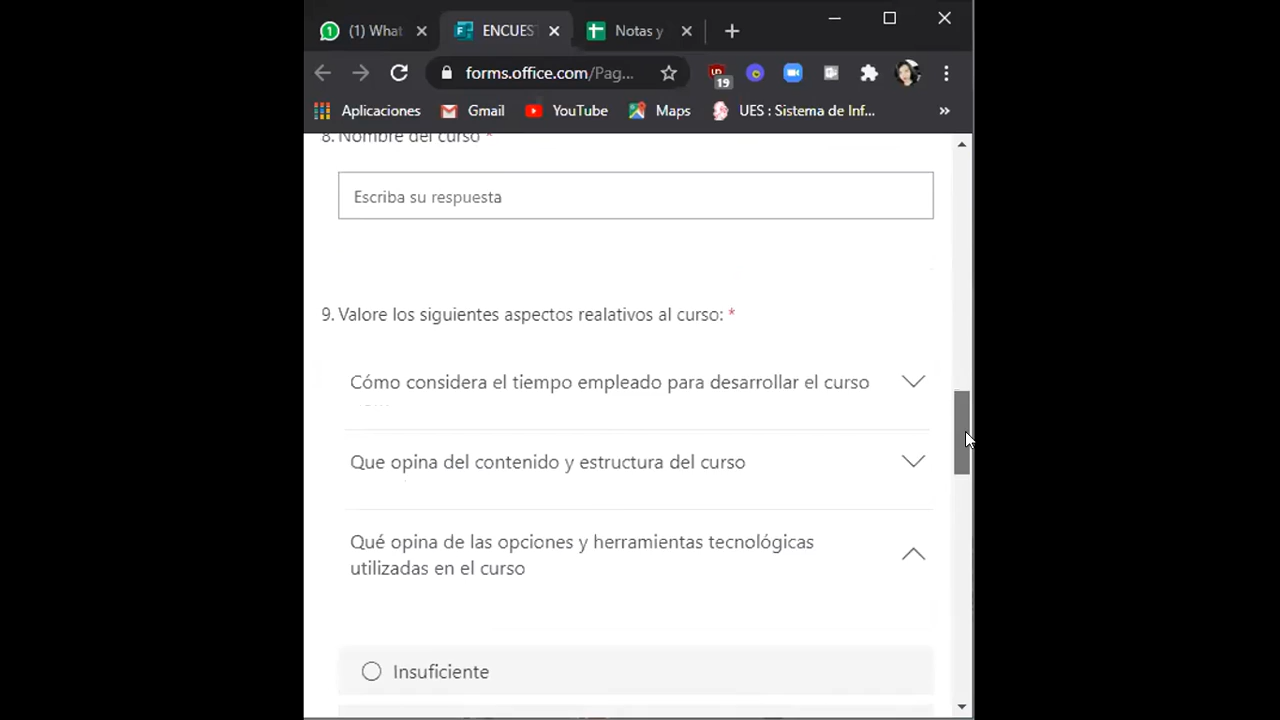 (1) What
ENCUES
Notas y
forms.office.com/Pag...
19
Aplicaciones
Gmail
YouTube
Maps
UES : Sistema de Inf...
»
8. Nombre del curso *
Escriba su respuesta
9. Valore los siguientes aspectos realativos al curso: *
Cómo considera el tiempo empleado para desarrollar el curso
Que opina del contenido y estructura del curso
Qué opina de las opciones y herramientas tecnológicas
utilizadas en el curso
Insuficiente